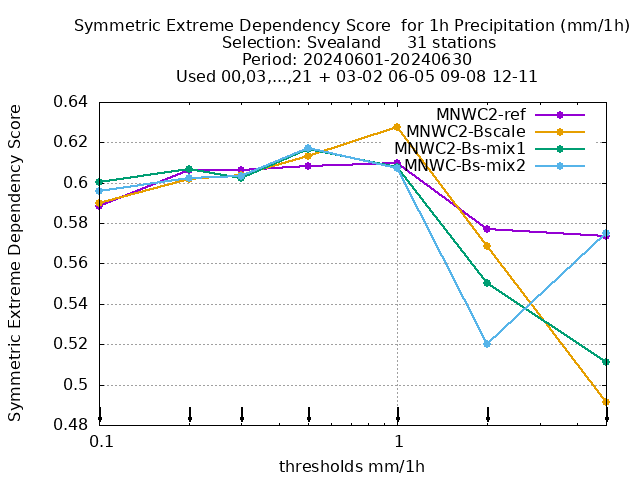 Symmetric Extreme Dependency Score  for 1h Precipitation (mm/1h)
Selection: Svealand     31 stations
Period: 20240601-20240630
Used 00,03,...,21 + 03-02 06-05 09-08 12-11
Symmetric Extreme Dependency Score
0.64
0.62
0.6
0.58
0.56
0.54
0.52
0.5
0.48
MNWC2-ref
MNWC2-Bscale
MNWC2-Bs-mix1
MNWC-Bs-mix2
0.1
1
thresholds mm/1h